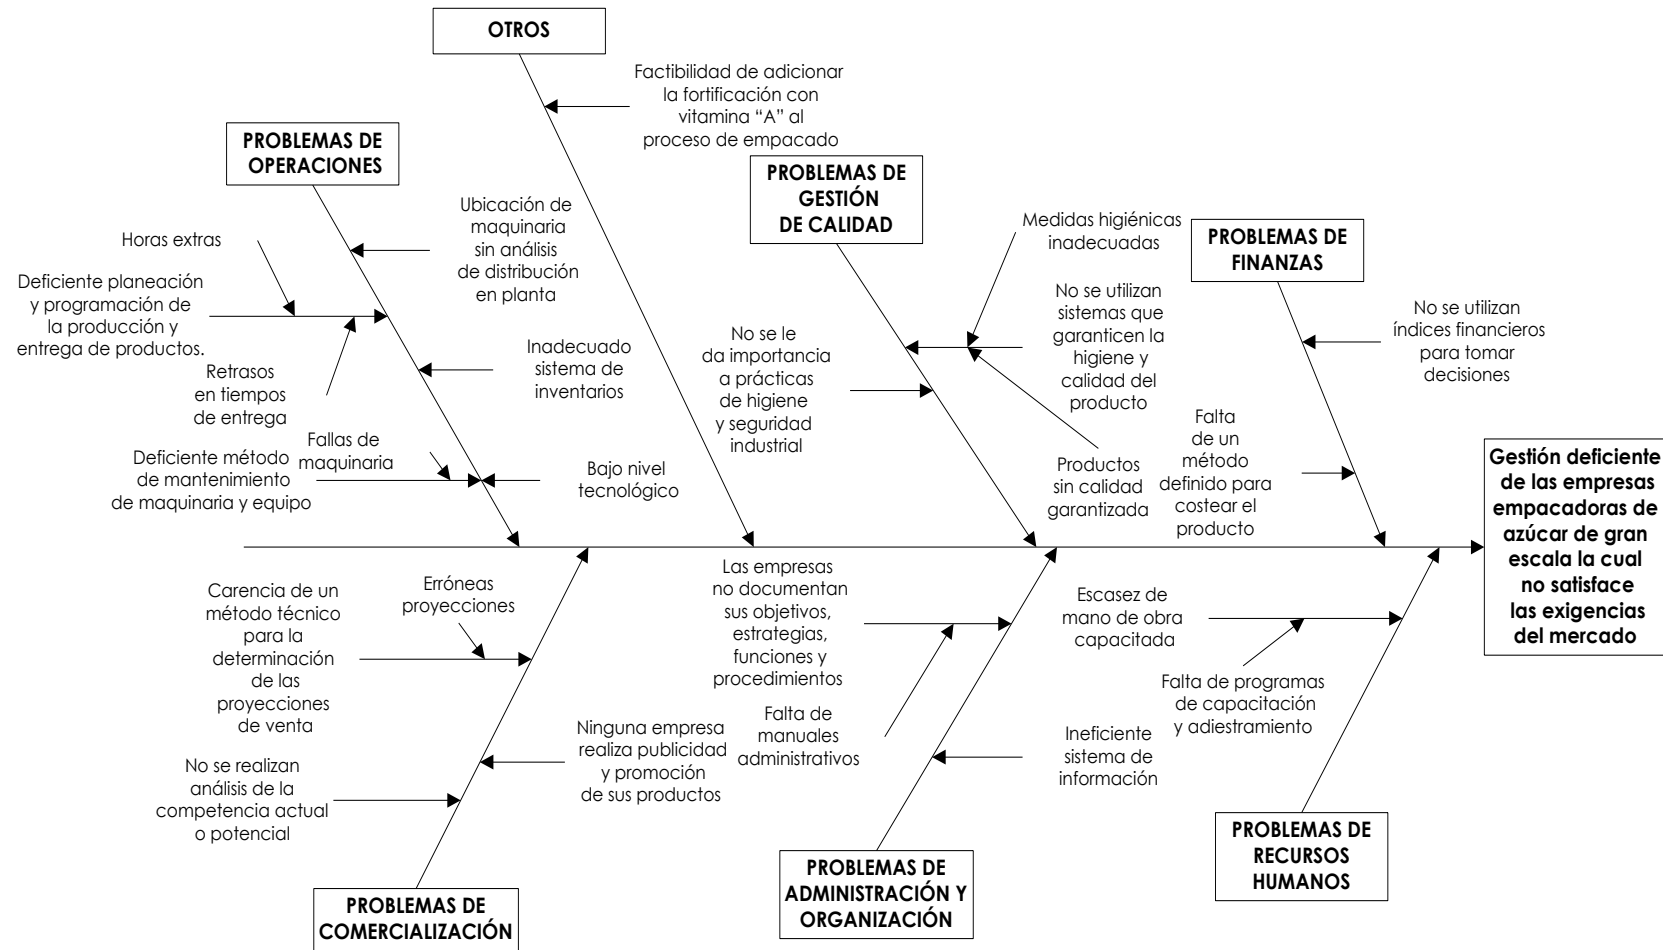 OTROS
Factibilidad de adicionar
la fortificación con
vitamina “A” al
proceso de empacado
PROBLEMAS DE
OPERACIONES
Ubicación de
maquinaria
sin análisis
de distribución
en planta
Horas extras
Deficiente planeación
y programación de
la producción y
entrega de productos.
Retrasos
en tiempos
de entrega
Inadecuado
sistema de
inventarios
Fallas de
maquinaria
Deficiente método
de mantenimiento
de maquinaria y equipo
Bajo nivel
tecnológico
PROBLEMAS DE
GESTIÓN
DE CALIDAD
Medidas higiénicas
inadecuadas
No se utilizan
sistemas que
garanticen la
higiene y
calidad del
producto
No se le
da importancia
a prácticas
de higiene
y seguridad
industrial
Productos
sin calidad
garantizada
PROBLEMAS DE
FINANZAS
No se utilizan
índices financieros
para tomar
decisiones
Falta
de un
método
definido para
costear el
producto
Gestión deficiente
de las empresas
empacadoras de
azúcar de gran
escala la cual
no satisface
las exigencias
del mercado
Carencia de un
método técnico
para la
determinación
de las
proyecciones
de venta
Erróneas
proyecciones
No se realizan
análisis de la
competencia actual
o potencial
Ninguna empresa
realiza publicidad
y promoción
de sus productos
PROBLEMAS DE
COMERCIALIZACIÓN
Las empresas
no documentan
sus objetivos,
estrategias,
funciones y
procedimientos
Falta de
manuales
administrativos
Ineficiente
sistema de
información
PROBLEMAS DE
ADMINISTRACIÓN Y
ORGANIZACIÓN
Escasez de
mano de obra
capacitada
Falta de programas
de capacitación
y adiestramiento
PROBLEMAS DE
RECURSOS
HUMANOS